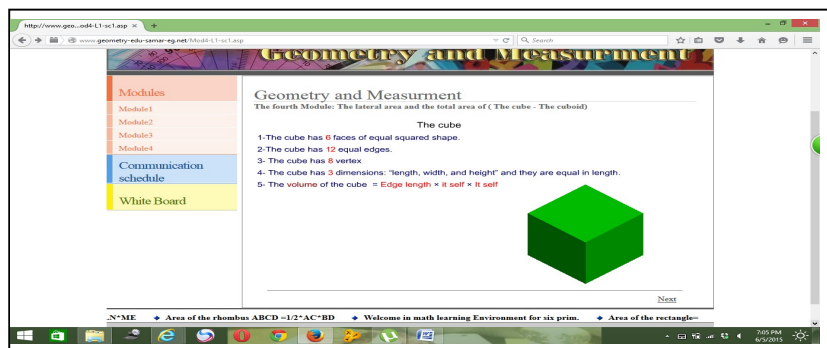 http://www.geo...od4-L1-sc1.asp × +
www.geometry-edu-samar-eg.net/Mod4-L1-sc1.asp
Search
Geometry and Measurment
Modules
Module1
Module2
Module3
Module4
Communication
schedule
White Board
Geometry and Measurment
The fourth Module: The lateral area and the total area of ( The cube - The cuboid)
The cube
1-The cube has 6 faces of equal squared shape.
2-The cube has 12 equal edges.
3- The cube has 8 vertex
4- The cube has 3 dimensions: "length, width, and height" and they are equal in length.
5- The volume of the cube = Edge length × it self × It self
Next
.N*ME ◆ Area of the rhombus ABCD =1/2*AC*BD ◆ Welcome in math learning Environment for six prim. ◆ Area of the rectangle=
7:05 PM
6/5/2015